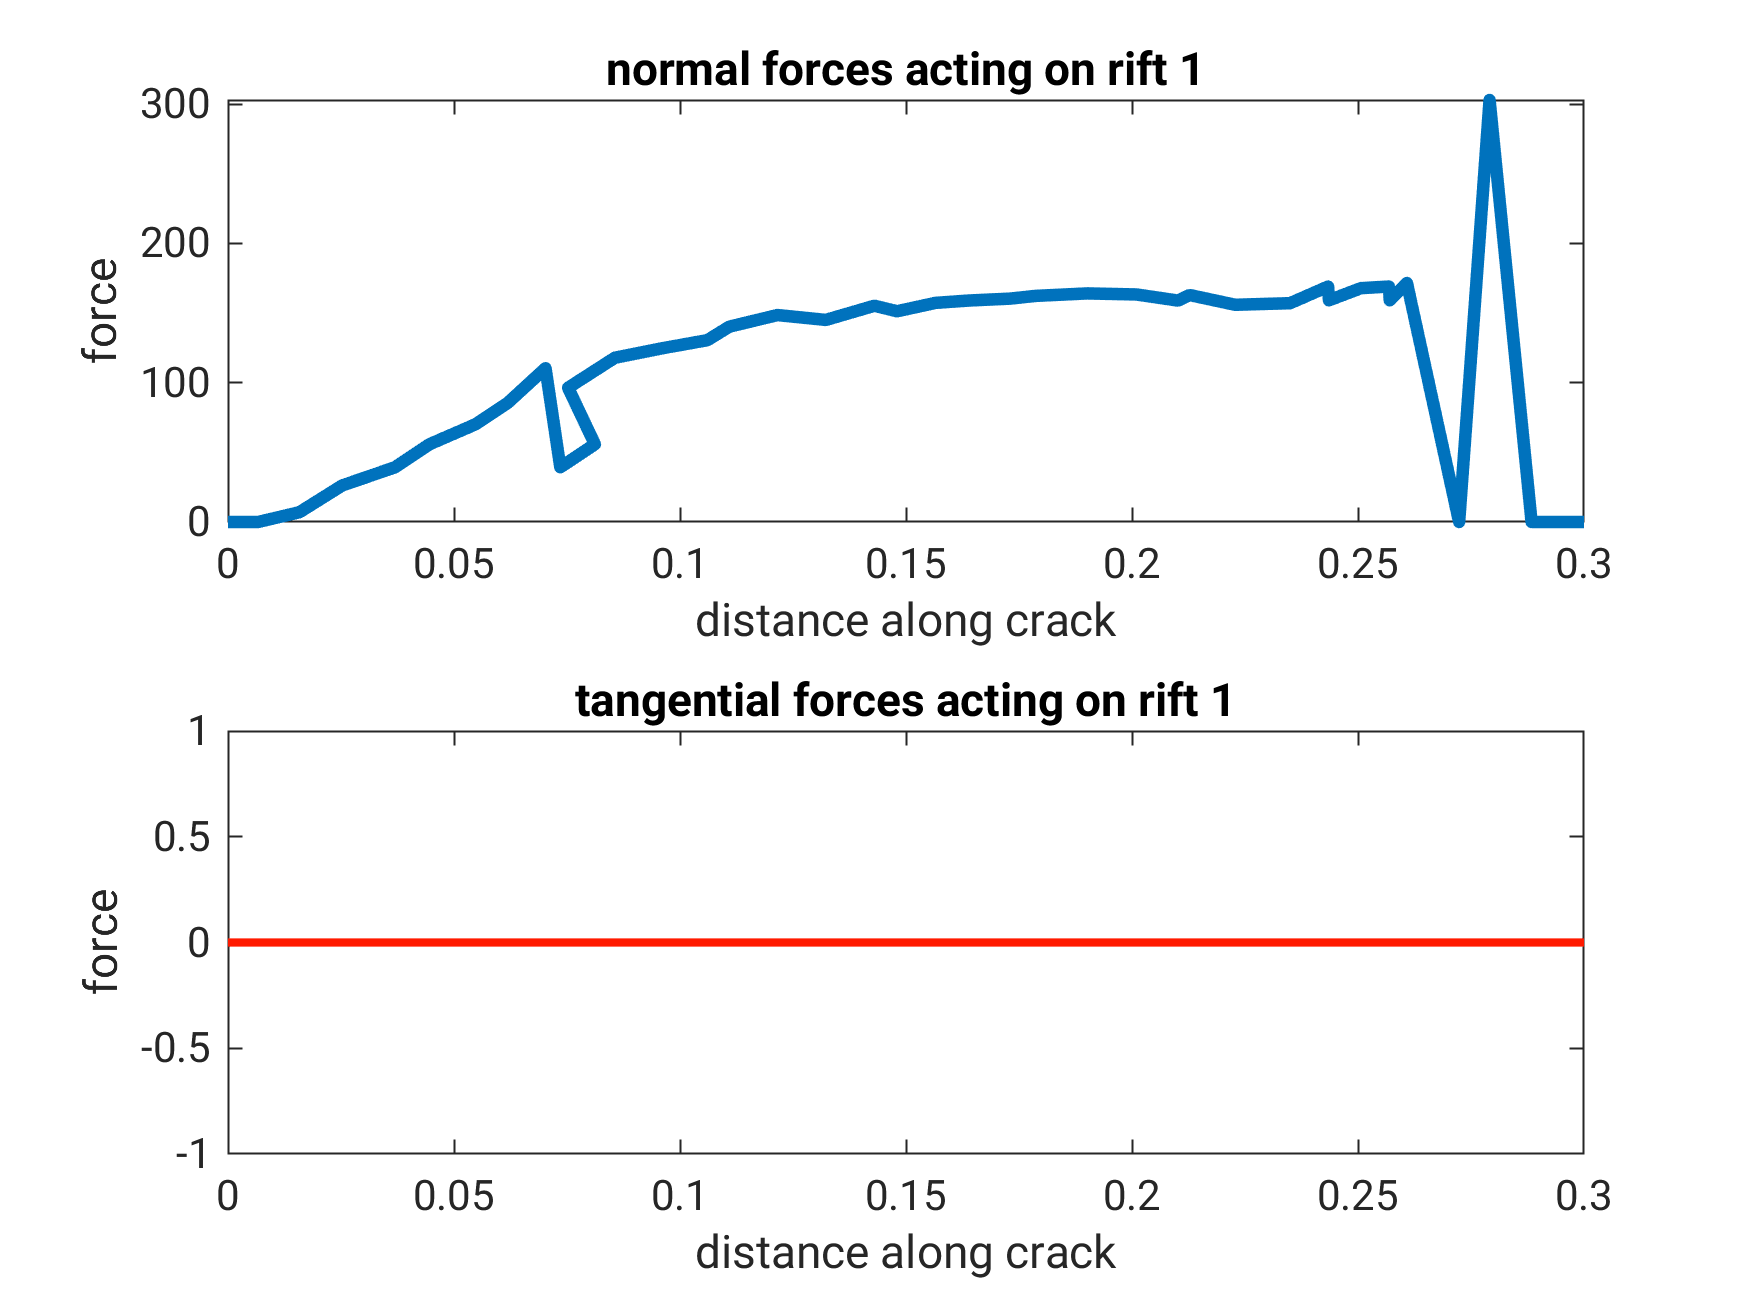 normal forces acting on rift 1
300
200
100
0
force
0 0.05 0.1 0.15 0.2 0.25 0.3
distance along crack
tangential forces acting on rift 1
1
0.5
0
-0.5
-1
force
0 0.05 0.1 0.15 0.2 0.25 0.3
distance along crack